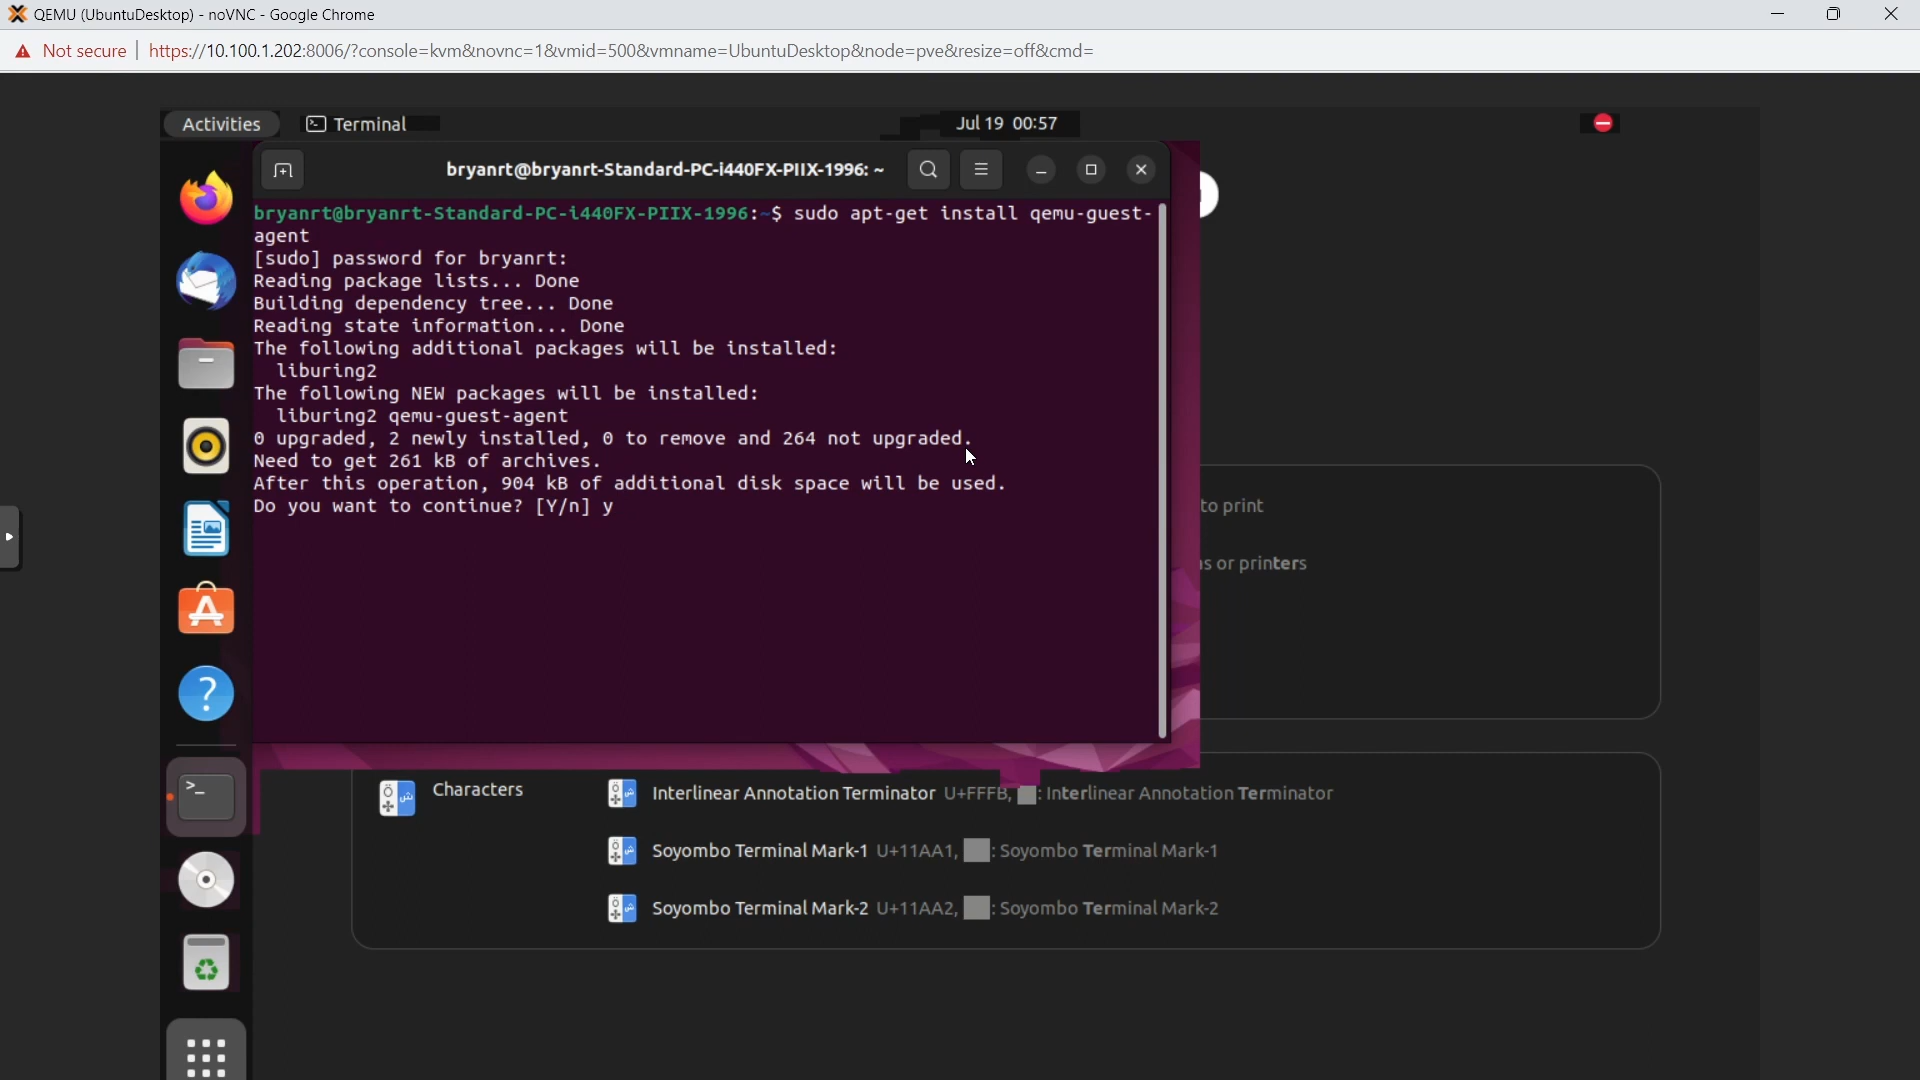 QEMU (UbuntuDesktop) - noVNC - Google Chrome
Not secure https://10.100.1.202:8006/?console=kvm&novnc=1&vmid=500&vmname=UbuntuDesktop&node=pve&resize=off&cmd=
Activities Terminal Jul 19 00:57
bryanrt@bryanrt-Standard-PC-i440FX-PIIX-1996: ~
bryanrt@bryanrt-Standard-PC-i440FX-PIIX-1996:~$ sudo apt-get install qemu-guest-
agent
[sudo] password for bryanrt:
Reading package lists... Done
Building dependency tree... Done
Reading state information... Done
The following additional packages will be installed:
liburing2
The following NEW packages will be installed:
liburing2 qemu-guest-agent
0 upgraded, 2 newly installed, 0 to remove and 264 not upgraded.
Need to get 261 kB of archives.
After this operation, 904 kB of additional disk space will be used.
Do you want to continue? [Y/n] y
to print
or printers
Characters
Interlinear Annotation Terminator U+FFFB, : Interlinear Annotation Terminator
Soyombo Terminal Mark-1 U+11AA1, : Soyombo Terminal Mark-1
Soyombo Terminal Mark-2 U+11AA2, : Soyombo Terminal Mark-2